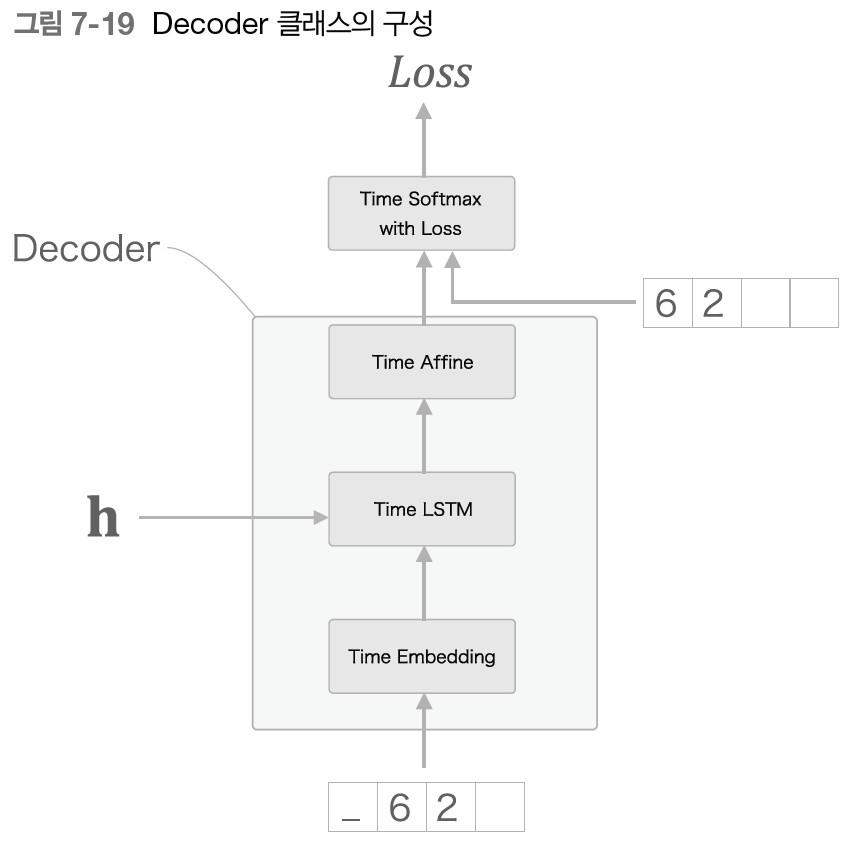 그림 7-19 Decoder 클래스의 구성
Loss
Time Softmax
with Loss
Decoder
6 2
Time Affine
h
Time LSTM
Time Embedding
_ 6 2